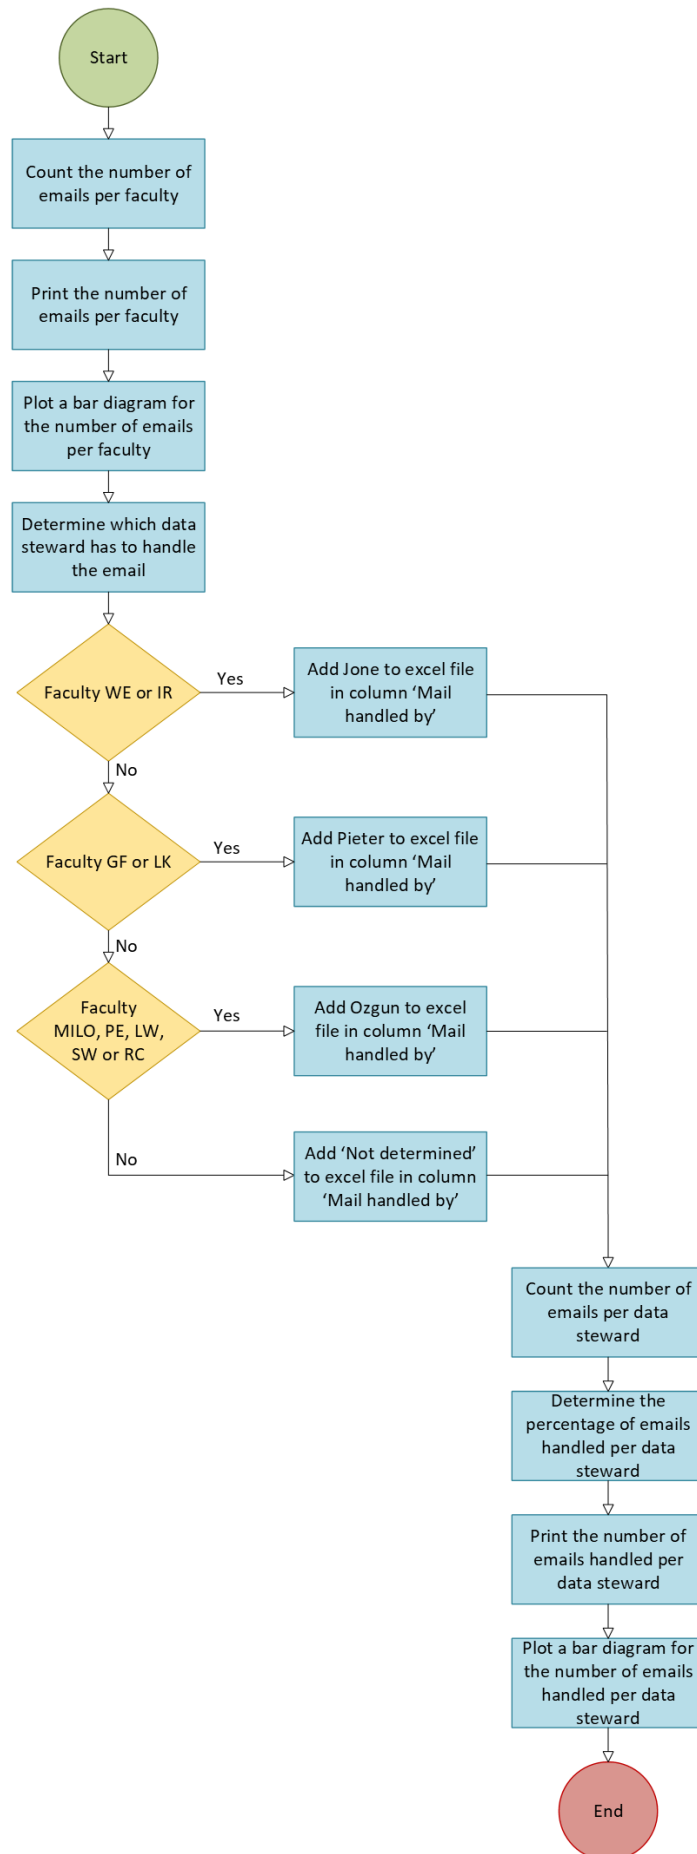 Start
Count the number of
emails per faculty
Print the number of
emails per faculty
Plot a bar diagram for
the number of emails
per faculty
Determine which data
steward has to handle
the email
Faculty WE or IR
Yes
Add Jone to excel file
in column ‘Mail
handled by’
No
Faculty GF or LK
Yes
Add Pieter to excel file
in column ‘Mail
handled by’
No
Faculty
MILO, PE, LW,
SW or RC
Yes
Add Ozgun to excel
file in column ‘Mail
handled by’
No
Add ‘Not determined’
to excel file in column
‘Mail handled by’
Count the number of
emails per data
steward
Determine the
percentage of emails
handled per data
steward
Print the number of
emails handled per
data steward
Plot a bar diagram for
the number of emails
handled per data
steward
End